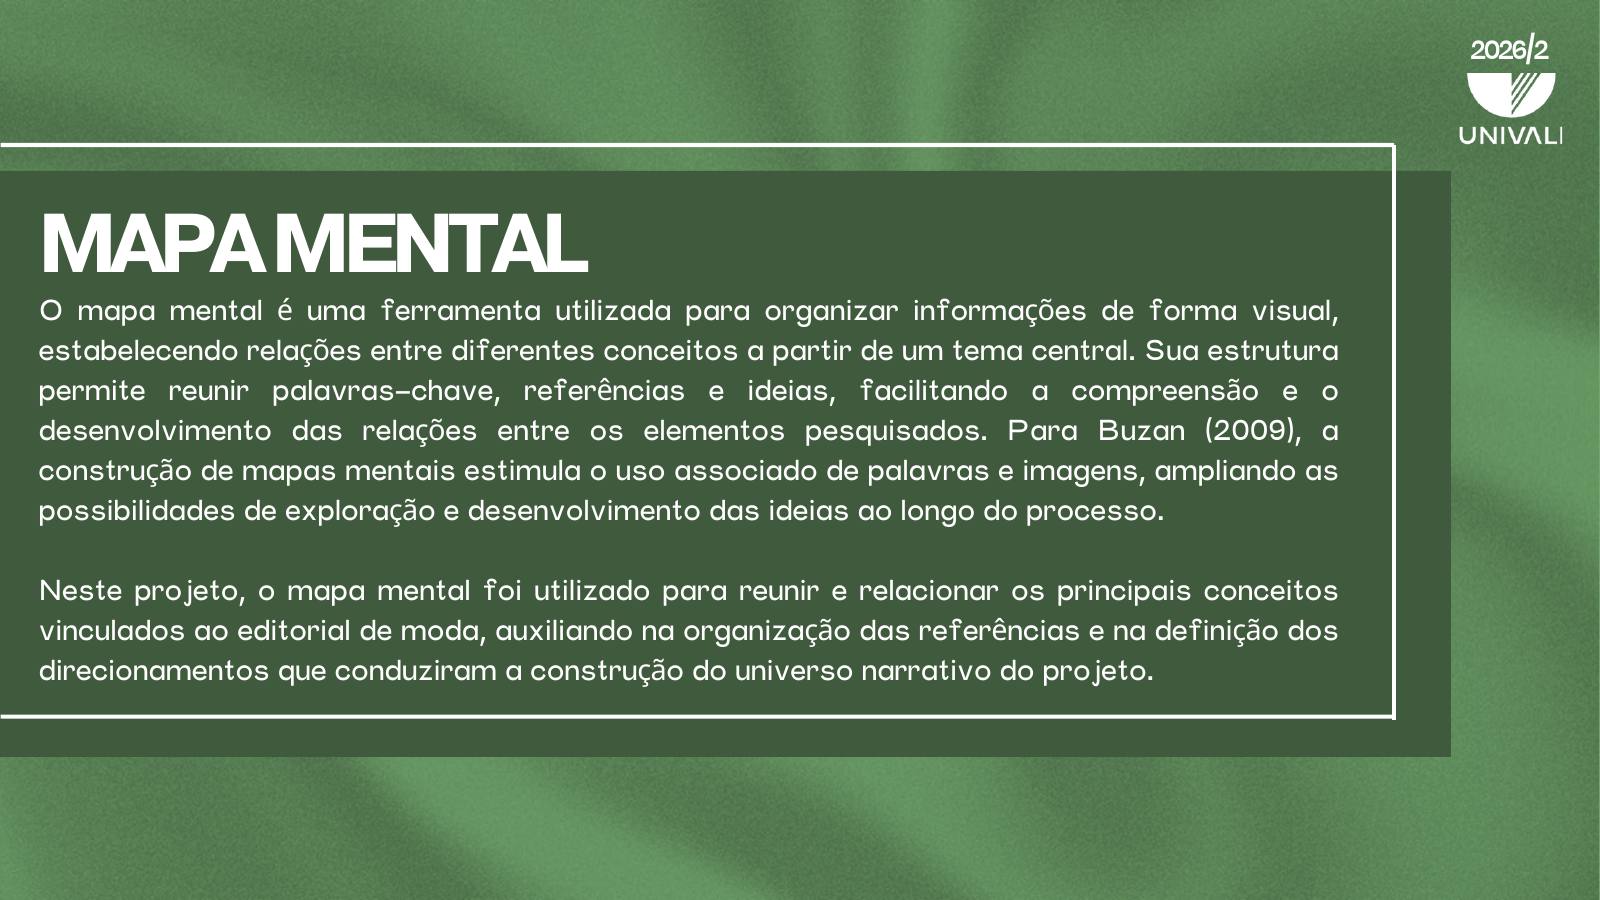 2026/2
UNIVALI
MAPA MENTAL
O mapa mental é uma ferramenta utilizada para organizar informações de forma visual,
estabelecendo relações entre diferentes conceitos a partir de um tema central. Sua estrutura
permite reunir palavras–chave, referências e ideias, facilitando a compreensão e o
desenvolvimento das relações entre os elementos pesquisados. Para Buzan (2009), a
construção de mapas mentais estimula o uso associado de palavras e imagens, ampliando as
possibilidades de exploração e desenvolvimento das ideias ao longo do processo.
Neste projeto, o mapa mental foi utilizado para reunir e relacionar os principais conceitos
vinculados ao editorial de moda, auxiliando na organização das referências e na definição dos
direcionamentos que conduziram a construção do universo narrativo do projeto.